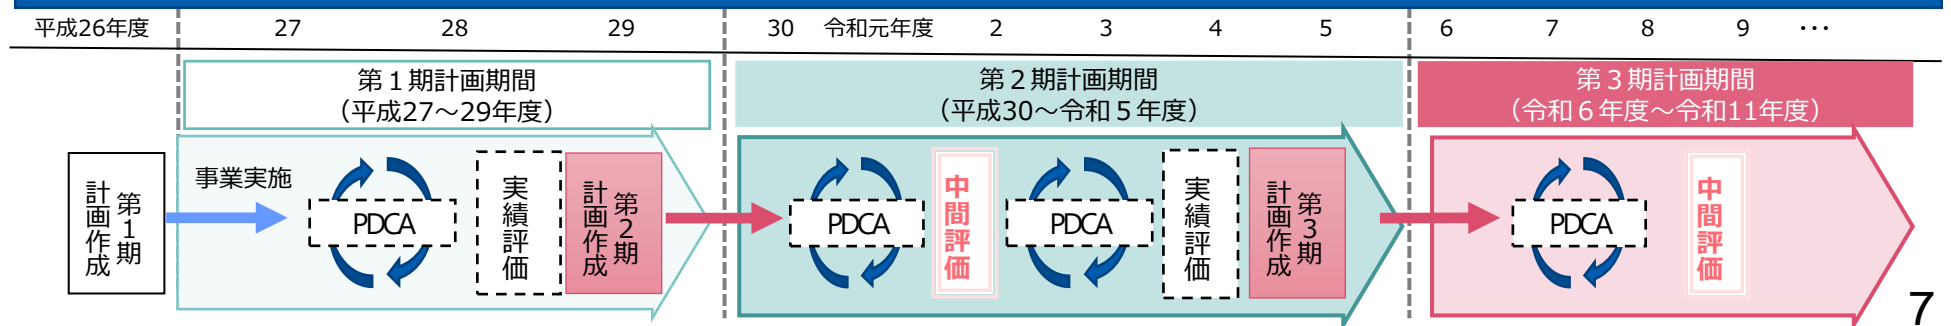 平成26年度 27 28 29 30 令和元年度 2 3 4 5 6 7 8 9 ･･･
第１期計画期間
（平成27～29年度）
第２期計画期間
（平成30～令和５年度）
第３期計画期間
（令和６年度～令和11年度）
第1期
計画作成
事業実施
PDCA
実績評価
第2期
計画作成
PDCA
中間評価
PDCA
実績評価
第3期
計画作成
PDCA
中間評価
7